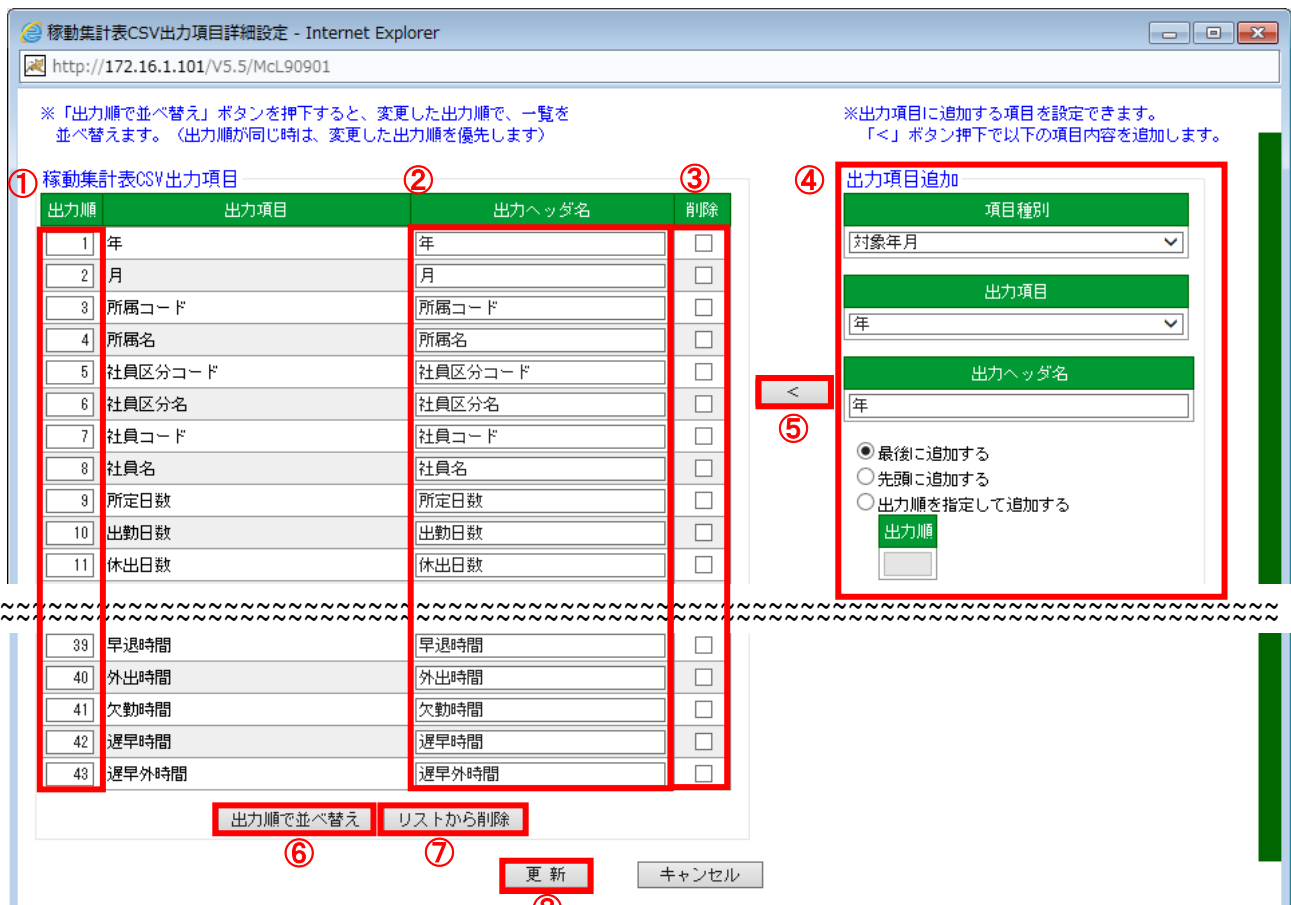 稼動集計表CSV出力項目詳細設定 - Internet Explorer
http://172.16.1.101/V5.5/McL90901
※「出力順で並べ替え」ボタンを押下すると、変更した出力順で、一覧を
並べ替えます。（出力順が同じ時は、変更した出力順を優先します）
※出力項目に追加する項目を設定できます。
「<」ボタン押下で以下の項目内容を追加します。
① 稼動集計表CSV出力項目 ② ③
出力順 出力項目 出力ヘッダ名 削除
1 年 年
2 月 月
3 所属コード 所属コード
4 所属名 所属名
5 社員区分コード 社員区分コード
6 社員区分名 社員区分名
7 社員コード 社員コード
8 社員名 社員名
9 所定日数 所定日数
10 出勤日数 出勤日数
11 休出日数 休出日数
39 早退時間 早退時間
40 外出時間 外出時間
41 欠勤時間 欠勤時間
42 遅早時間 遅早時間
43 遅早外時間 遅早外時間
出力順で並べ替え リストから削除
⑥ ⑦
④ 出力項目追加
項目種別
対象年月
出力項目
年
出力ヘッダ名
年
<
⑤
最後に追加する
先頭に追加する
出力順を指定して追加する
出力順
更 新 キャンセル
⑧